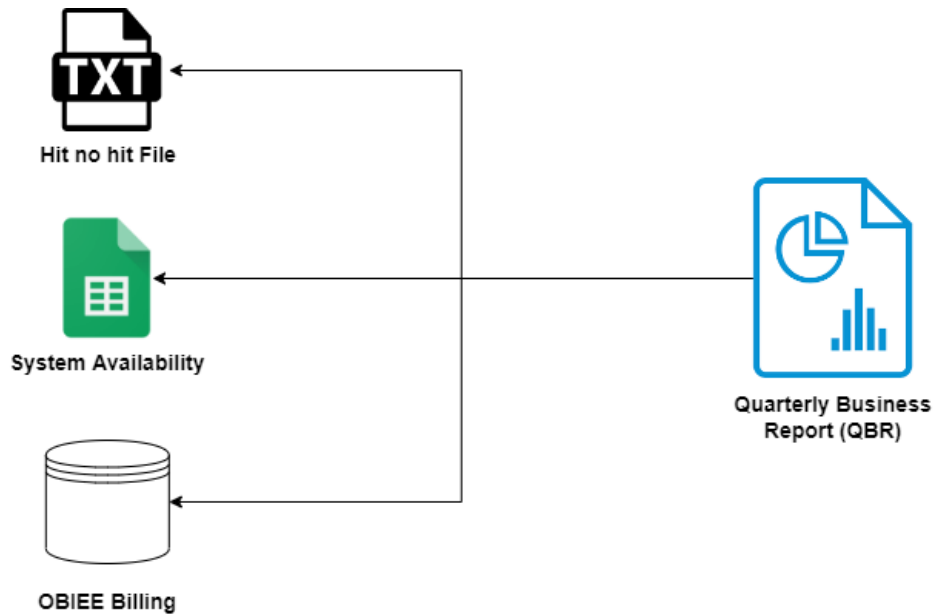 TXT
Hit no hit File
System Availability
Quarterly Business
Report (QBR)
OBIEE Billing